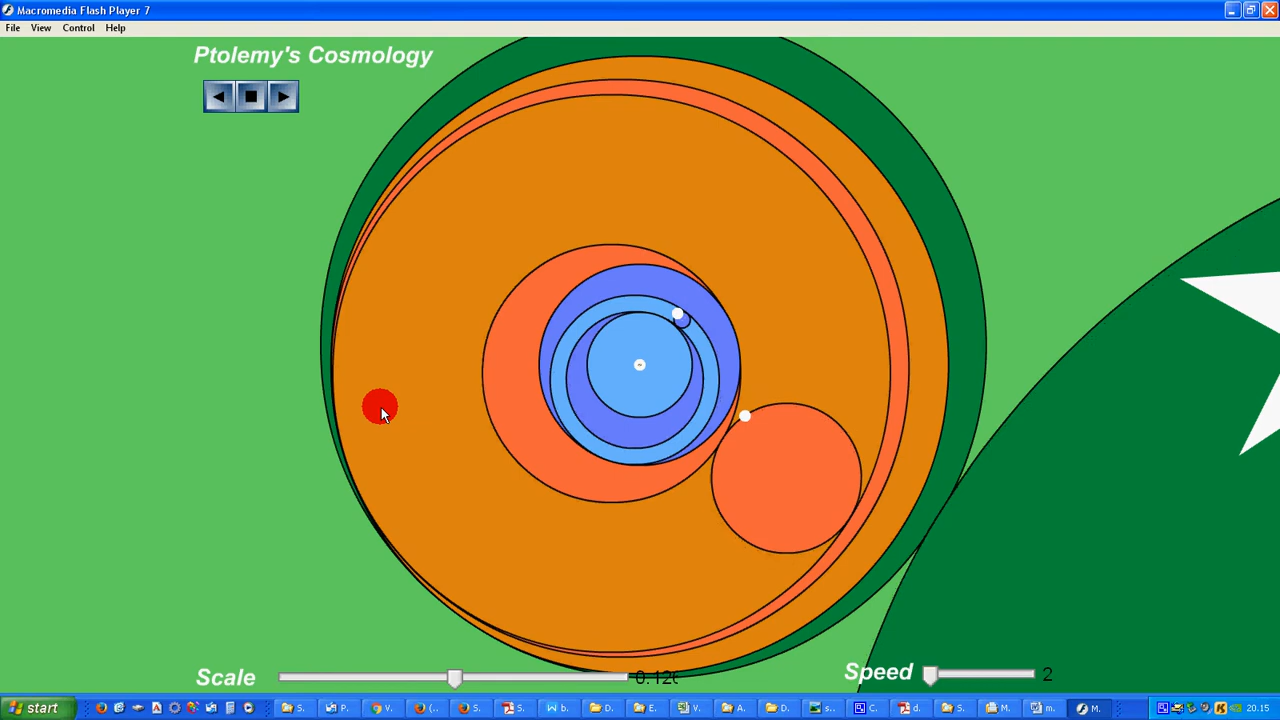 Macromedia Flash Player 7
File View Control Help
Ptolemy's Cosmology
Scale
Speed 2
start S. P. V. (.. S. S. b. D. E. V. A. D. s.. C. d. S. M. m. M. 20.15